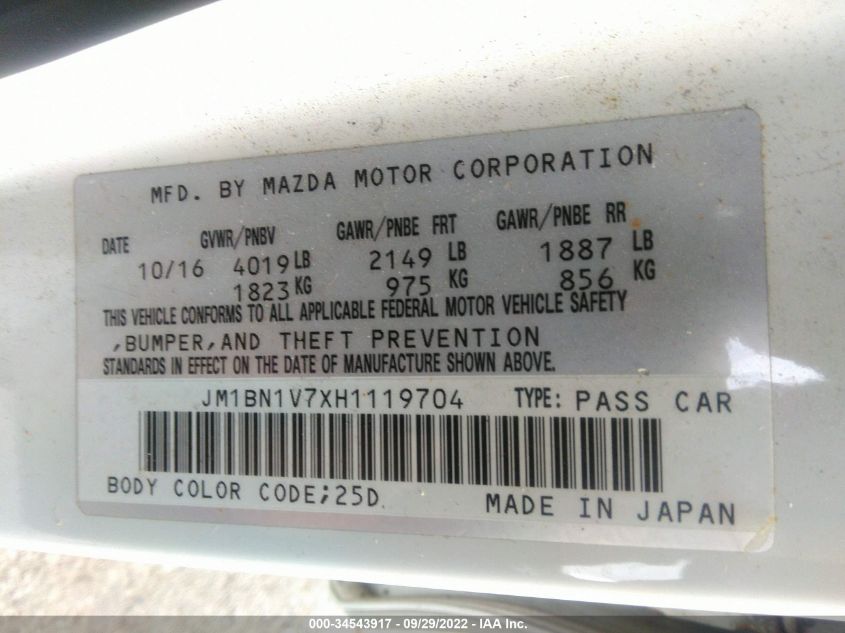 MFD. BY MAZDA MOTOR CORPORATION
DATE GVWR/PNBV GAWR/PNBE FRT GAWR/PNBE RR
10/16 4019 LB 2149 LB 1887 LB
1823 KG 975 KG 856 KG
THIS VEHICLE CONFORMS TO ALL APPLICABLE FEDERAL MOTOR VEHICLE SAFETY
,BUMPER,AND THEFT PREVENTION
STANDARDS IN EFFECT ON THE DATE OF MANUFACTURE SHOWN ABOVE.
JM1BN1V7XH1119704 TYPE: PASS CAR
BODY COLOR CODE;25D
MADE IN JAPAN
000-34543917 - 09/29/2022 - IAA Inc.